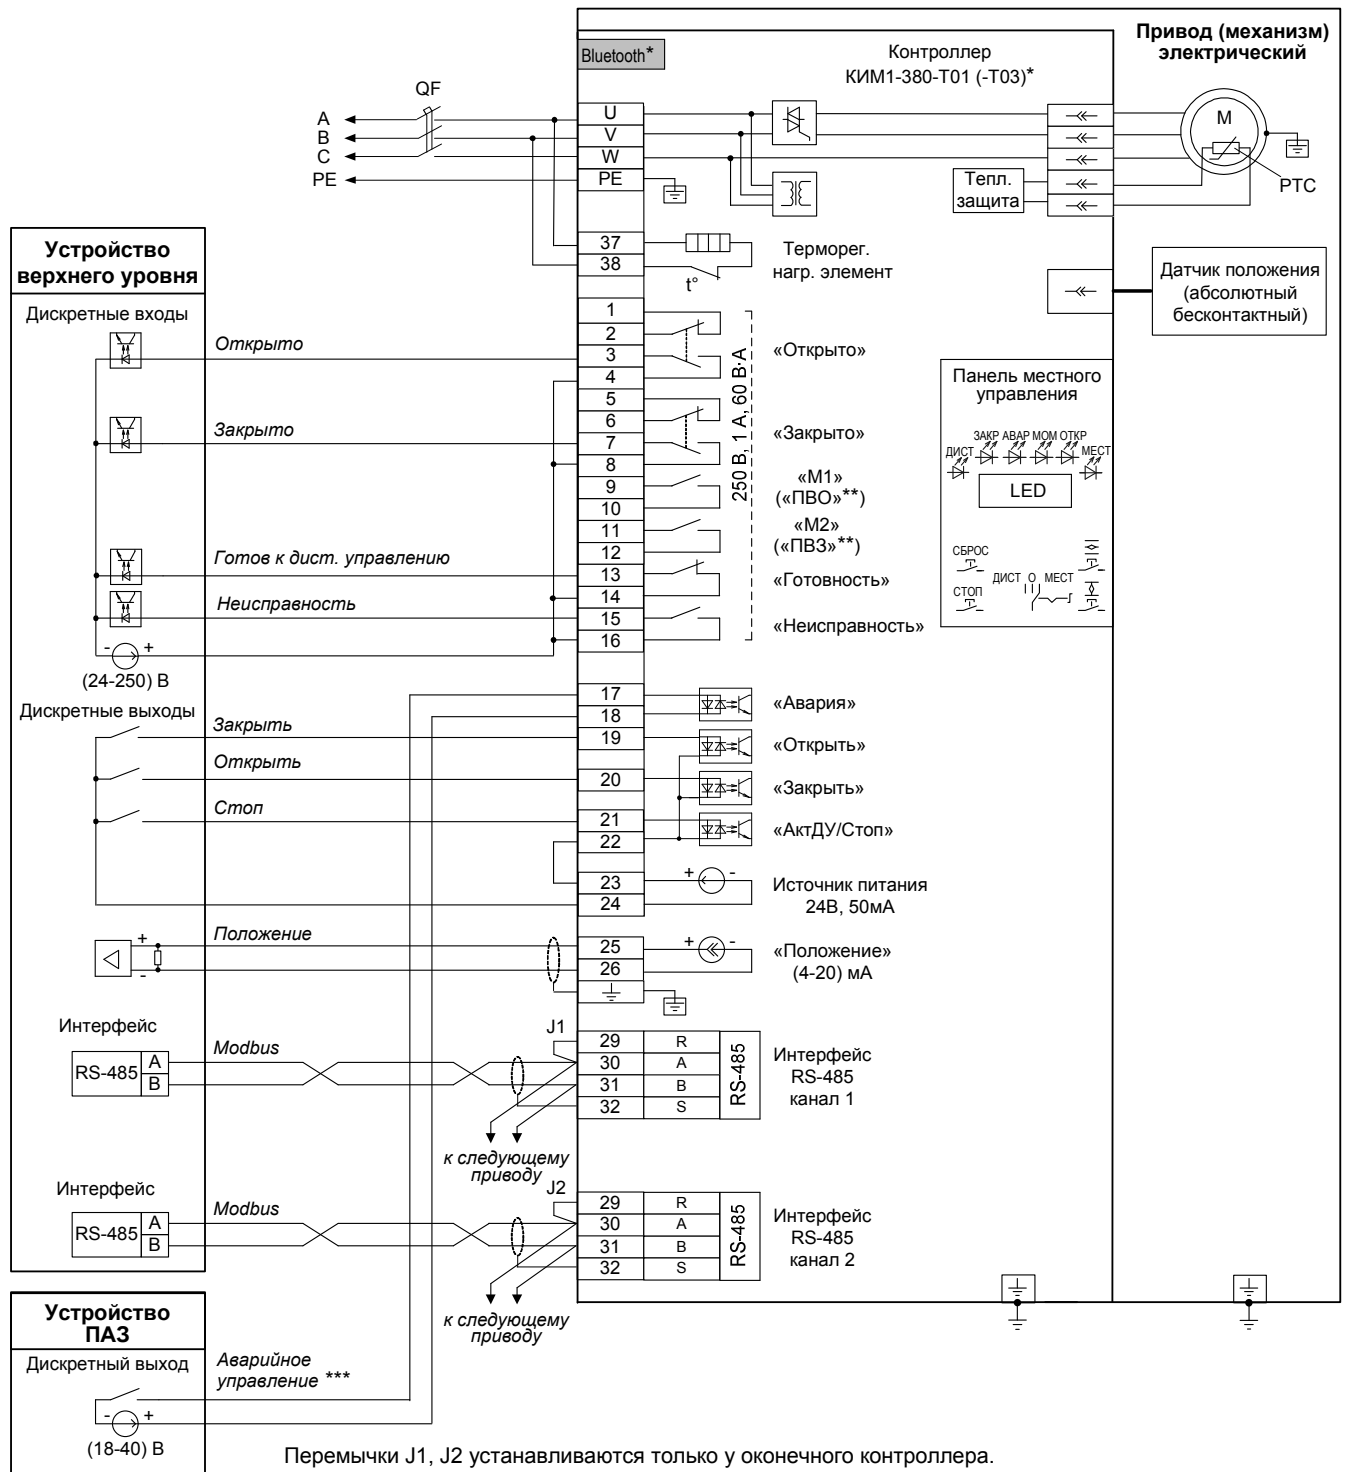 Привод (механизм)
электрический
Bluetooth*
Контроллер
КИМ1-380-Т01 (-Т03)*
QF
A
B
C
PE
U
V
W
PE
Тепл.
защита
M
PTC
37
38
t°
Терморег.
нагр. элемент
Датчик положения
(абсолютный
бесконтактный)
Устройство
верхнего уровня
Дискретные входы
Открыто
Закрыто
Готов к дист. управлению
Неисправность
- +
(24-250) В
1
2
3
4
5
6
7
8
9
10
11
12
13
14
15
16
250 В, 1 А, 60 В·А
«Открыто»
«Закрыто»
«М1»
(«ПВО»**)
«М2»
(«ПВЗ»**)
«Готовность»
«Неисправность»
Панель местного
управления
ДИСТ ЗАКР АВАР МОМ ОТКР МЕСТ
LED
СБРОС
СТОП
ДИСТ О МЕСТ
Дискретные выходы
Закрыть
Открыть
Стоп
17
18
19
20
21
22
23
24
«Авария»
«Открыть»
«Закрыть»
«АктДУ/Стоп»
+ -
Источник питания
24В, 50мА
+
-
Положение
25
26
+ -
«Положение»
(4-20) мА
Интерфейс
RS-485
A
B
Modbus
J1
29 R
30 A
31 B
32 S
RS-485
Интерфейс
RS-485
канал 1
к следующему
приводу
Интерфейс
RS-485
A
B
Modbus
J2
29 R
30 A
31 B
32 S
RS-485
Интерфейс
RS-485
канал 2
к следующему
приводу
Устройство
ПАЗ
Дискретный выход
Аварийное
управление ***
- +
(18-40) В
Перемычки J1, J2 устанавливаются только у оконечного контроллера.